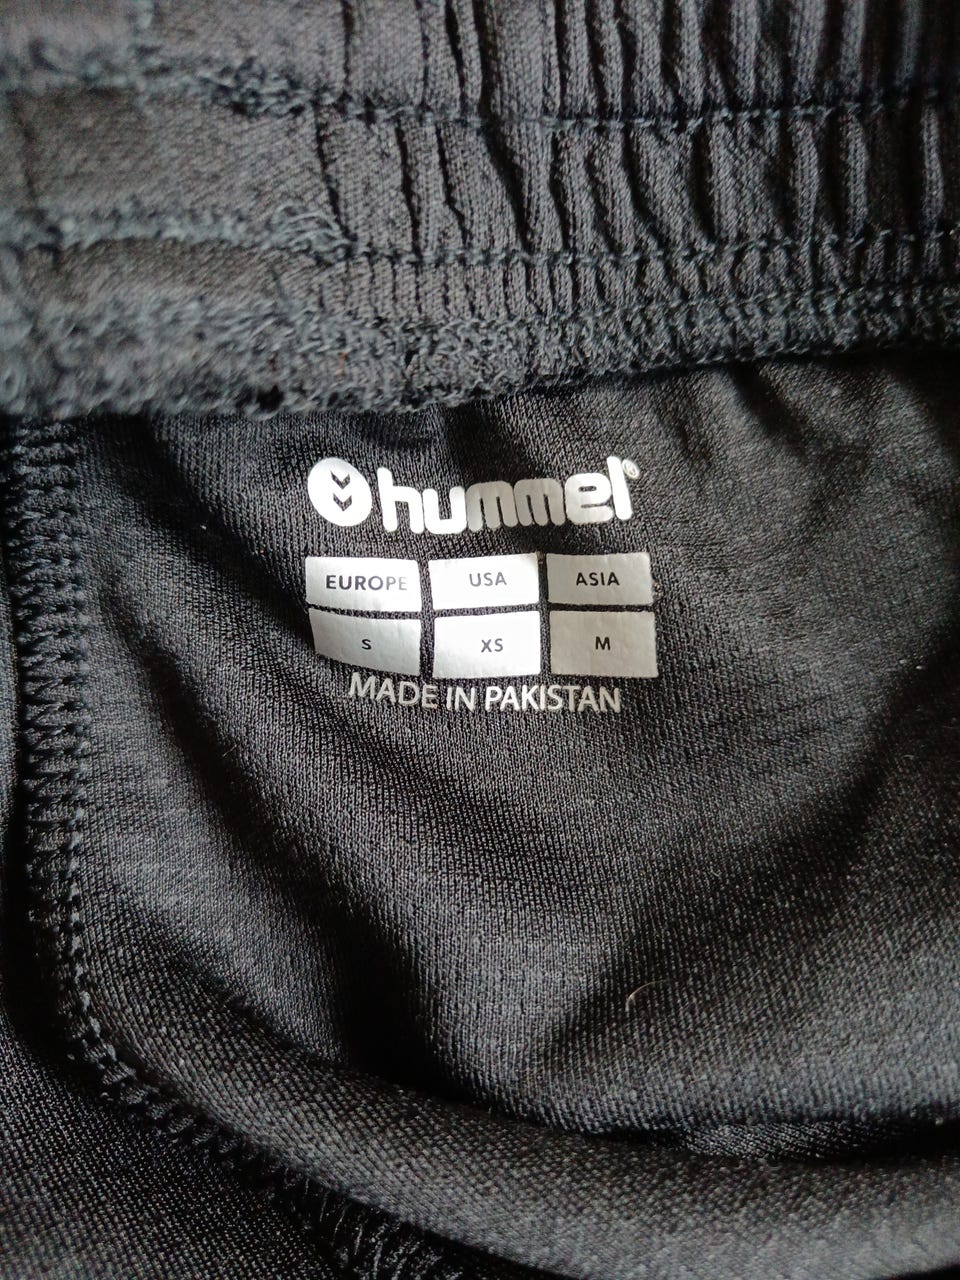 hummel®
EUROPE USA ASIA
S XS M
MADE IN PAKISTAN